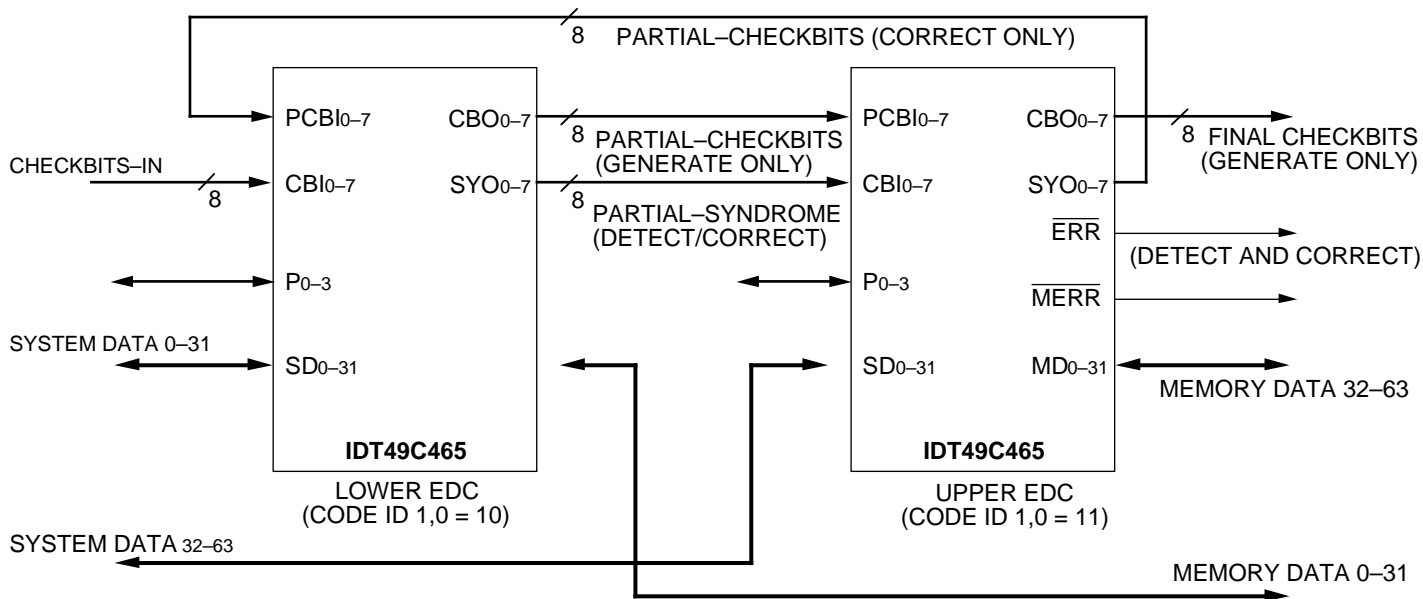 8 PARTIAL–CHECKBITS (CORRECT ONLY)
PCBI0–7 CBO0–7
8
PARTIAL–CHECKBITS
(GENERATE ONLY)
PCBI0–7 CBO0–7
8 FINAL CHECKBITS
(GENERATE ONLY)
CHECKBITS–IN
8
CBI0–7 SYO0–7
8
PARTIAL–SYNDROME
(DETECT/CORRECT)
CBI0–7 SYO0–7
ERR
(DETECT AND CORRECT)
P0–3
P0–3
MERR
SYSTEM DATA 0–31
SD0–31
SD0–31 MD0–31
MEMORY DATA 32–63
IDT49C465
IDT49C465
LOWER EDC
(CODE ID 1,0 = 10)
UPPER EDC
(CODE ID 1,0 = 11)
SYSTEM DATA 32–63
MEMORY DATA 0–31